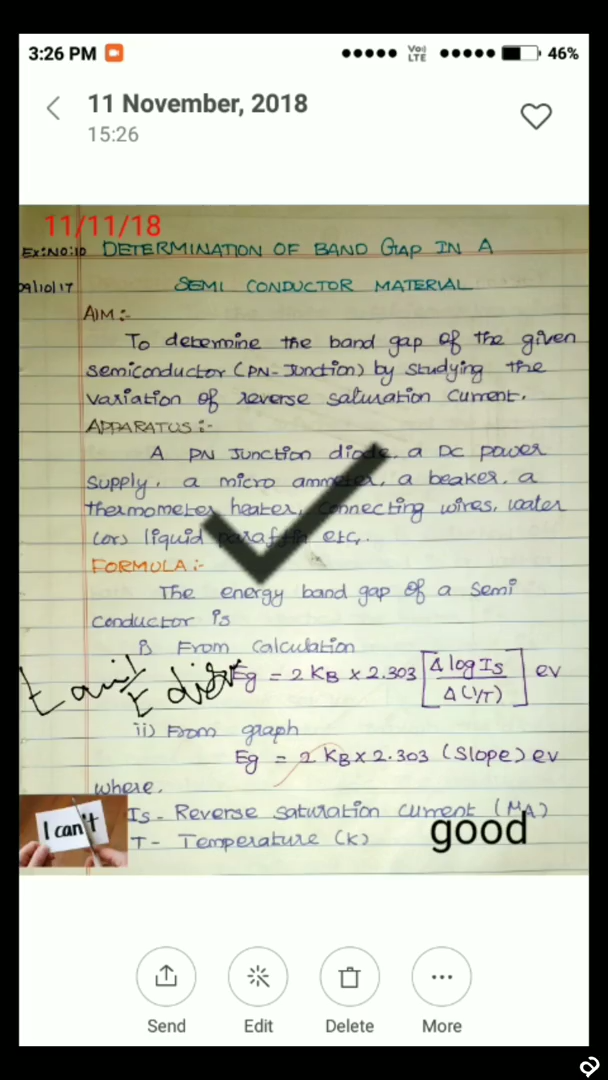 3:26 PM
Vo))
LTE
46%
11 November, 2018
15:26
11/11/18
Ex:NO:10 DETERMINATION OF BAND GAP IN A
09/10/17 SEMI CONDUCTOR MATERIAL
AIM:-
To determine the band gap of the given
semiconductor (PN-Junction) by studying the
variation of reverse saturation current.
APPARATUS:-
A PN Junction diode, a DC power
supply, a micro ammeter, a beaker, a
thermometer heater, connecting wires, water
(or) liquid paraffin etc,.
FORMULA:-
The energy band gap of a semi
conductor is
i) From Calculation
Eg = 2 KB × 2.303 [Δ log Is / Δ (1/T)] ev
ii) From graph
Eg = 2 KB × 2.303 (Slope) ev
where,
Is - Reverse saturation current (MA)
T - Temperature (K)
I can't
good
Send
Edit
Delete
More